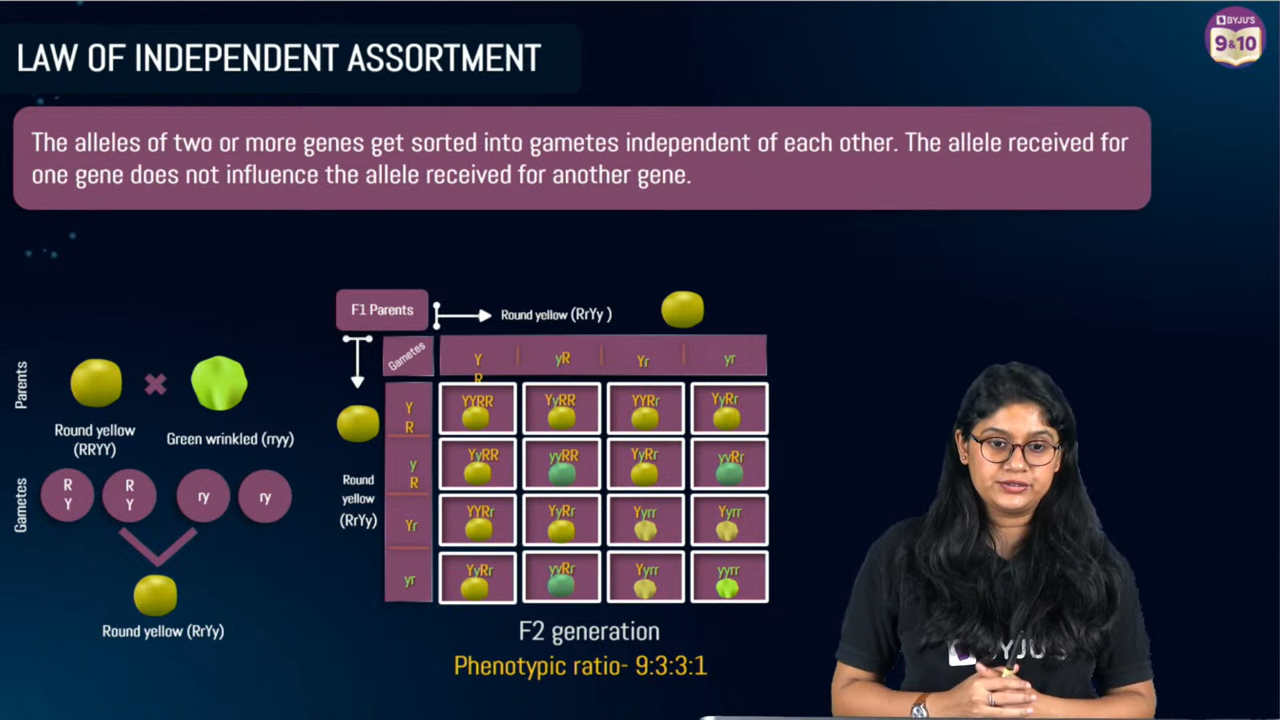 BYJU'S
9&10
LAW OF INDEPENDENT ASSORTMENT
The alleles of two or more genes get sorted into gametes independent of each other. The allele received for
one gene does not influence the allele received for another gene.
F1 Parents
Round yellow (RrYy )
Gametes
Y
R
yR
Yr
yr
Y
R
YYRR
YyRR
YYRr
YyRr
y
R
YyRR
yyRR
YyRr
yyRr
Yr
YYRr
YyRr
Yyrr
Yyrr
yr
YyRr
yyRr
Yyrr
yyrr
Round
yellow
(RrYy)
F2 generation
Phenotypic ratio- 9:3:3:1
Parents
Round yellow
(RRYY)
Green wrinkled (rryy)
Gametes
R
Y
R
Y
ry
ry
Round yellow (RrYy)
BYJU'S